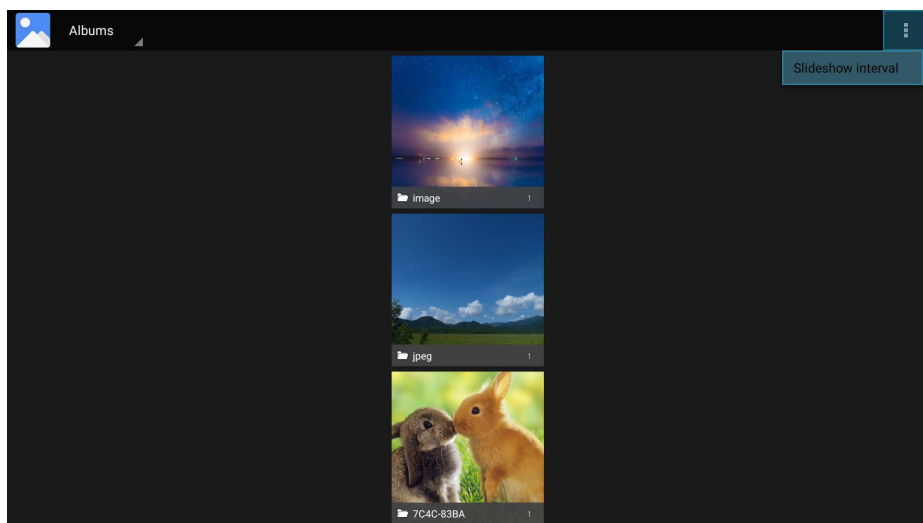 Albums
Slideshow interval
image 1
jpeg 1
7C4C-83BA 1